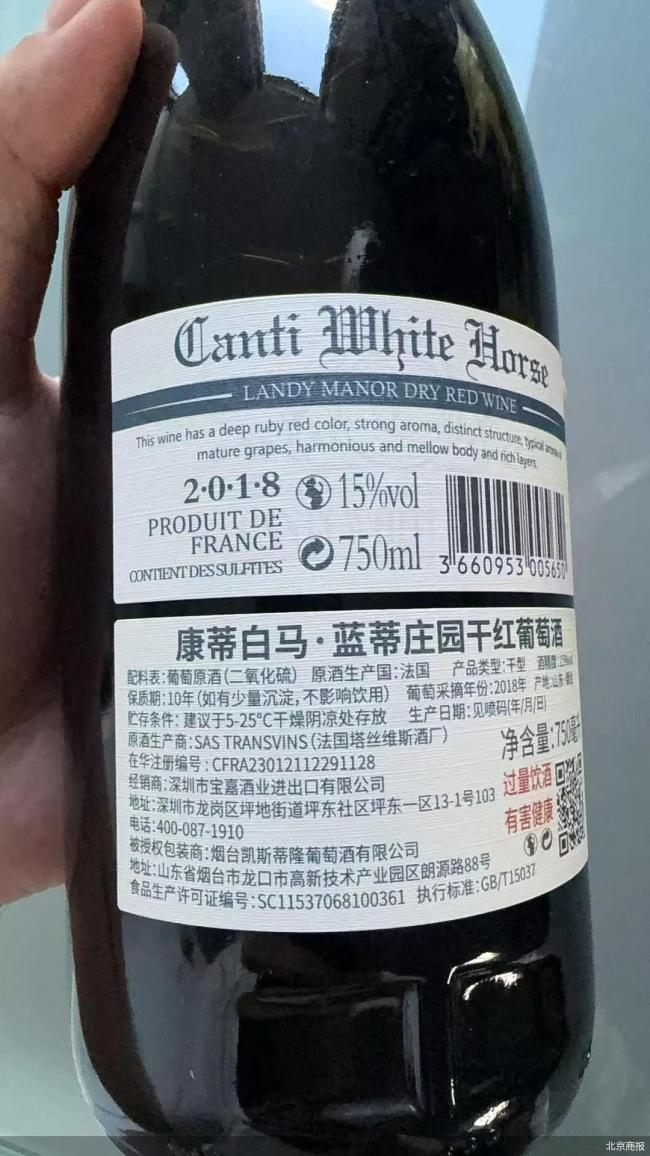 Canti White Horse
LANDY MANOR DRY RED WINE
This wine has a deep ruby red color, strong aroma, distinct structure, typical aroma of
mature grapes, harmonious and mellow body and rich layers.
2·0·1·8 15%vol
PRODUIT DE
FRANCE
CONTIENT DES SULFITES
750ml
3 660953 005650
康蒂白马·蓝蒂庄园干红葡萄酒
配料表:葡萄原酒(二氧化硫) 原酒生产国:法国 产品类型:干型 酒精度:15%vol
保质期:10年(如有少量沉淀,不影响饮用) 葡萄采摘年份:2018年 产地:山东·烟台
贮存条件:建议于5-25°C干燥阴凉处存放 生产日期:见喷码(年/月/日)
原酒生产商:SAS TRANSVINS(法国塔丝维斯酒厂)
净含量:750毫升
在华注册编号:CFRA23012112291128
经销商:深圳市宝嘉酒业进出口有限公司
地址:深圳市龙岗区坪地街道坪东社区坪东一区13-1号103
电话:400-087-1910
过量饮酒
有害健康
被授权包装商:烟台凯斯蒂隆葡萄酒有限公司
地址:山东省烟台市龙口市高新技术产业园区朗源路88号
食品生产许可证编号:SC11537068100361 执行标准:GB/T15037
北京商报